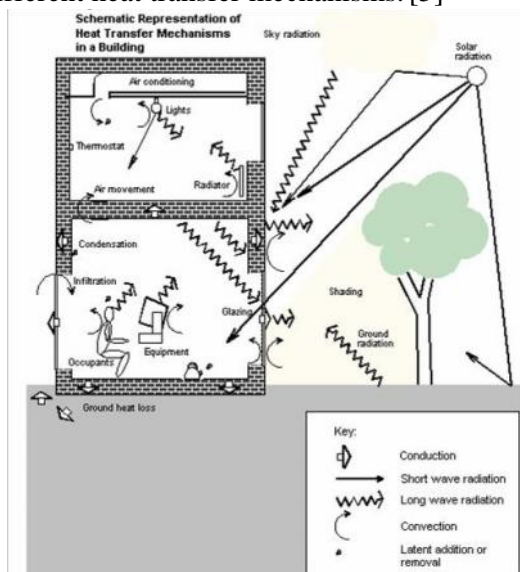 ifferent heat transfer mechanisms. [5]
Schematic Representation of
Heat Transfer Mechanisms
in a Building
Sky radiation
Solar
radiation
Air conditioning
Lights
Thermostat
Radiator
Air movement
Condensation
Infiltration
Glazing
Shading
Ground
radiation
Occupants
Equipment
Ground heat loss
Key:
Conduction
Short wave radiation
Long wave radiation
Convection
Latent addition or
removal